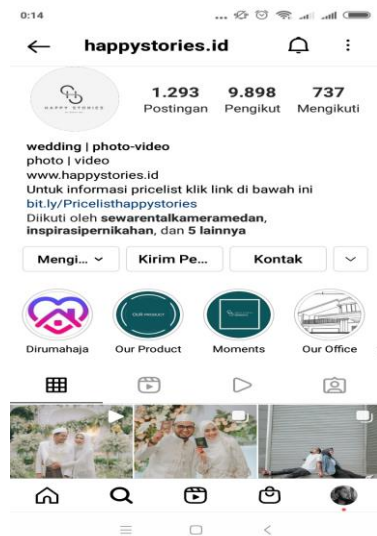 0:14
happystories.id
HAPPY STORIES
1.293 9.898 737
Postingan Pengikut Mengikuti
wedding | photo-video
photo | video
www.happystories.id
Untuk informasi pricelist klik link di bawah ini
bit.ly/Pricelisthappystories
Diikuti oleh sewarentalkameramedan,
inspirasipernikahan, dan 5 lainnya
Mengi... Kirim Pe... Kontak
OUR PRODUCT
Dirumahaja Our Product Moments Our Office